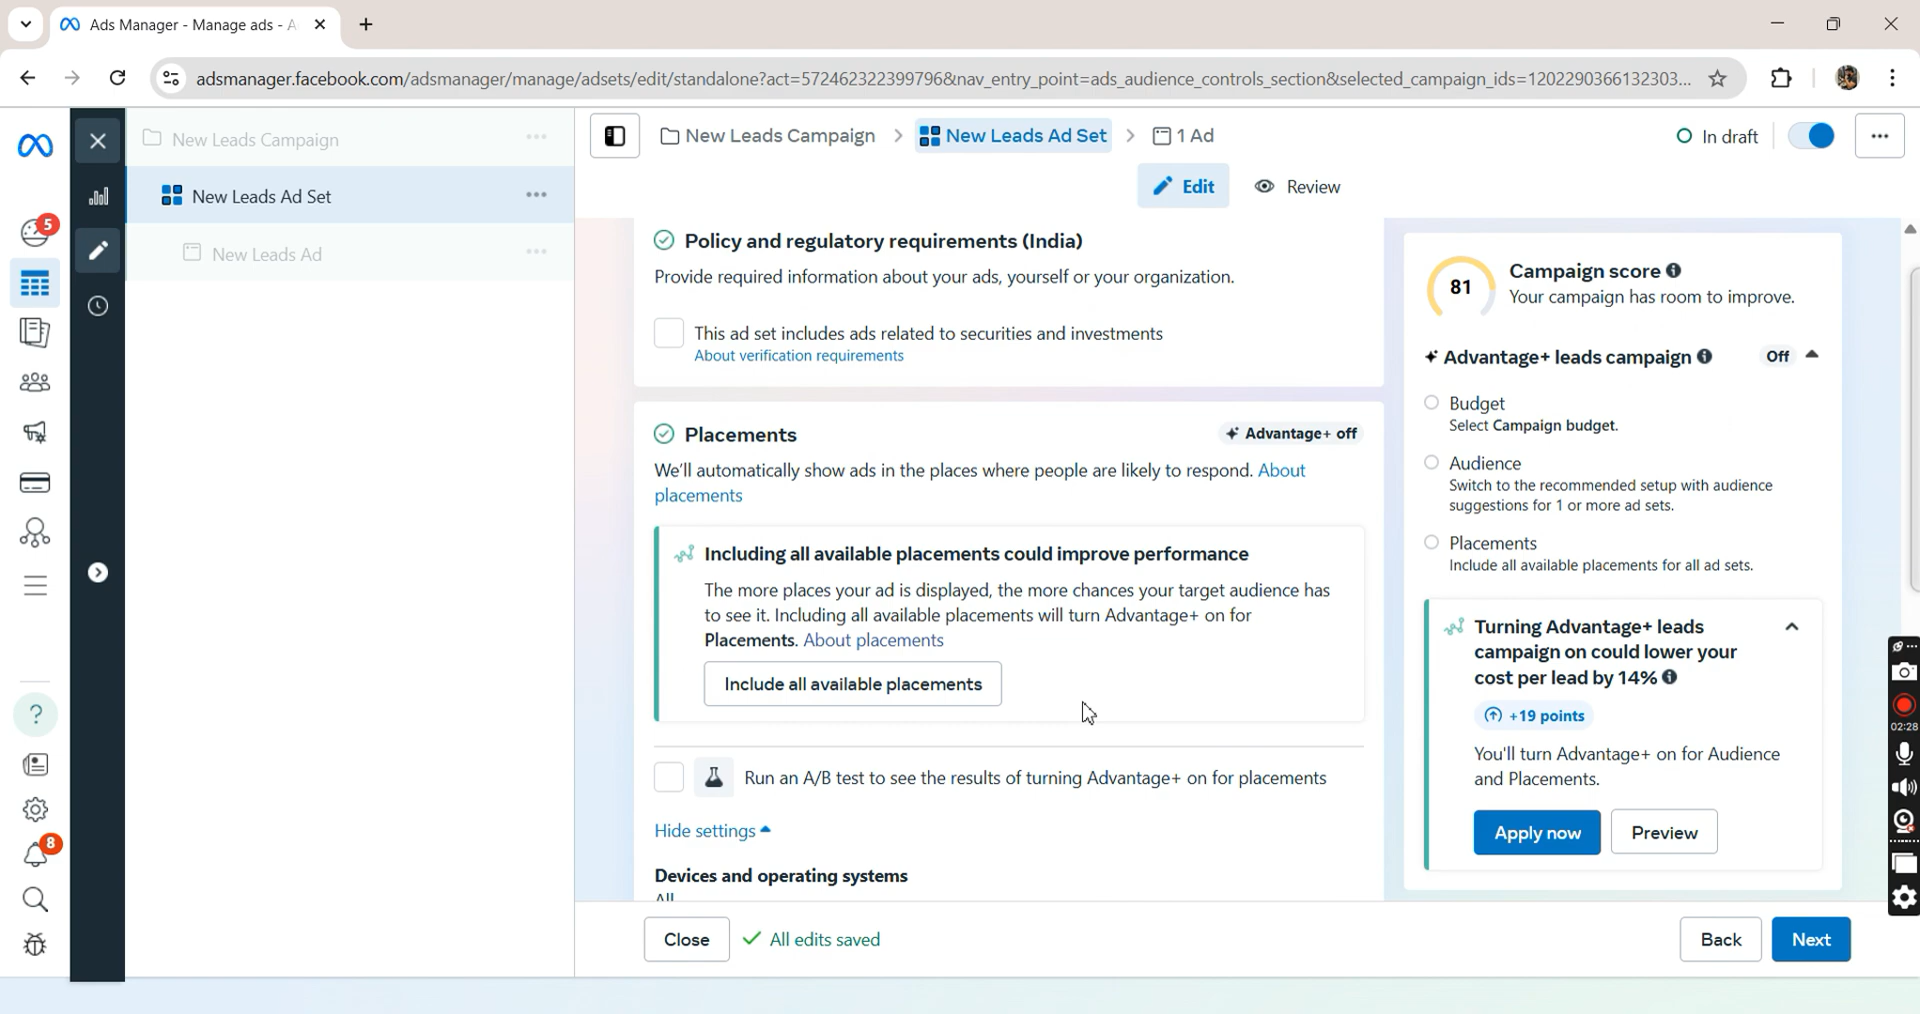 Ads Manager - Manage ads - A
adsmanager.facebook.com/adsmanager/manage/adsets/edit/standalone?act=572462322399796&nav_entry_point=ads_audience_controls_section&selected_campaign_ids=1202290366132303...
New Leads Campaign
New Leads Ad Set
New Leads Ad
New Leads Campaign > New Leads Ad Set > 1 Ad
In draft
Edit
Review
5
8
Policy and regulatory requirements (India)
Provide required information about your ads, yourself or your organization.
This ad set includes ads related to securities and investments
About verification requirements
Placements
Advantage+ off
We'll automatically show ads in the places where people are likely to respond. About
placements
Including all available placements could improve performance
The more places your ad is displayed, the more chances your target audience has
to see it. Including all available placements will turn Advantage+ on for
Placements. About placements
Include all available placements
Run an A/B test to see the results of turning Advantage+ on for placements
Hide settings
Devices and operating systems
All
81
Campaign score
Your campaign has room to improve.
Advantage+ leads campaign
Off
Budget
Select Campaign budget.
Audience
Switch to the recommended setup with audience
suggestions for 1 or more ad sets.
Placements
Include all available placements for all ad sets.
Turning Advantage+ leads
campaign on could lower your
cost per lead by 14%
+19 points
You'll turn Advantage+ on for Audience
and Placements.
Apply now
Preview
02:28
Close
All edits saved
Back
Next